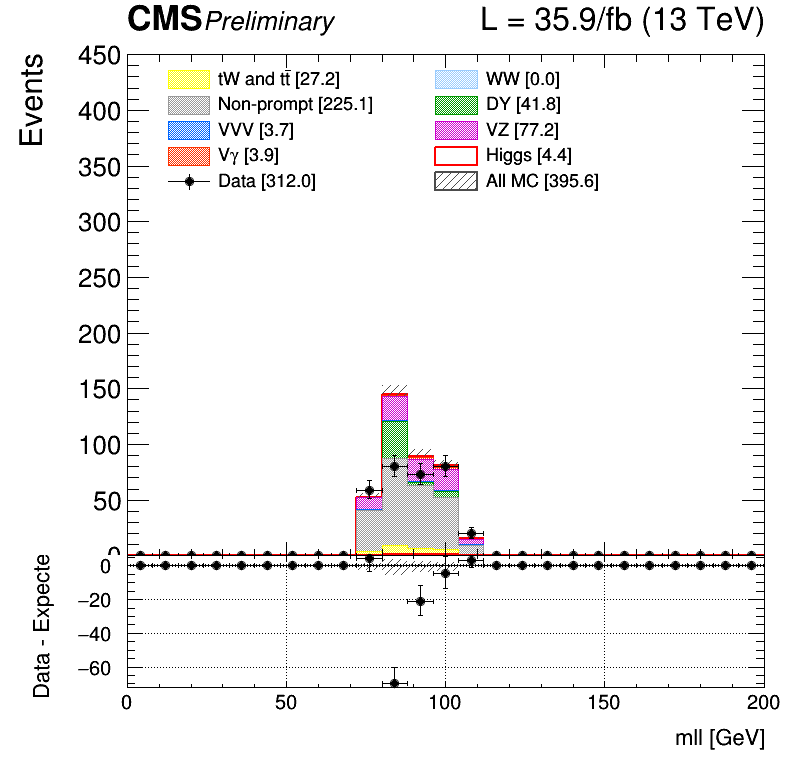 CMS Preliminary L = 35.9/fb (13 TeV)
Events
450
400
350
300
250
200
150
100
50
0
tW and tt̄ [27.2]
Non-prompt [225.1]
VVV [3.7]
Vγ [3.9]
Data [312.0]
WW [0.0]
DY [41.8]
VZ [77.2]
Higgs [4.4]
All MC [395.6]
Data - Expecte
0
−20
−40
−60
0 50 100 150 200
mll [GeV]